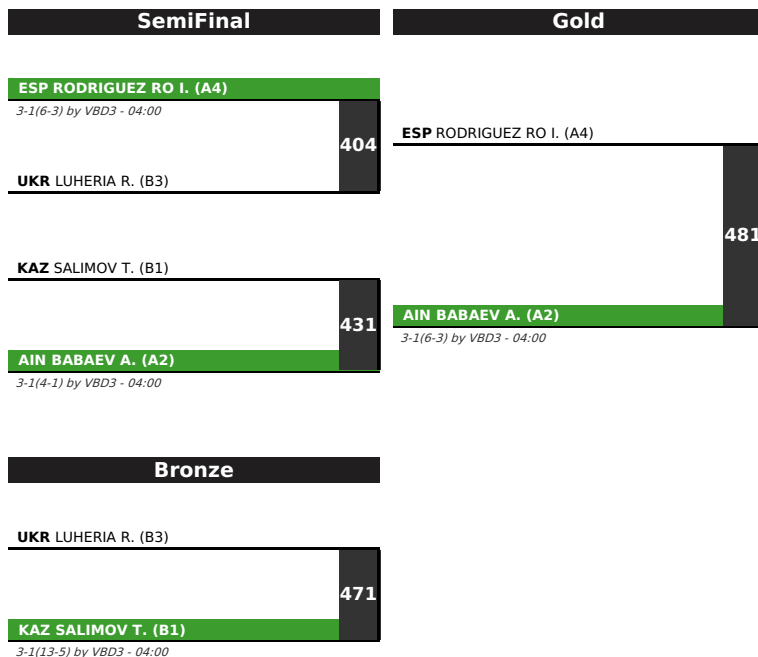 SemiFinal
Gold
ESP RODRIGUEZ RO I. (A4)
3-1(6-3) by VBD3 - 04:00
404
UKR LUHERIA R. (B3)
KAZ SALIMOV T. (B1)
431
AIN BABAEV A. (A2)
3-1(4-1) by VBD3 - 04:00
ESP RODRIGUEZ RO I. (A4)
481
AIN BABAEV A. (A2)
3-1(6-3) by VBD3 - 04:00
Bronze
UKR LUHERIA R. (B3)
471
KAZ SALIMOV T. (B1)
3-1(13-5) by VBD3 - 04:00